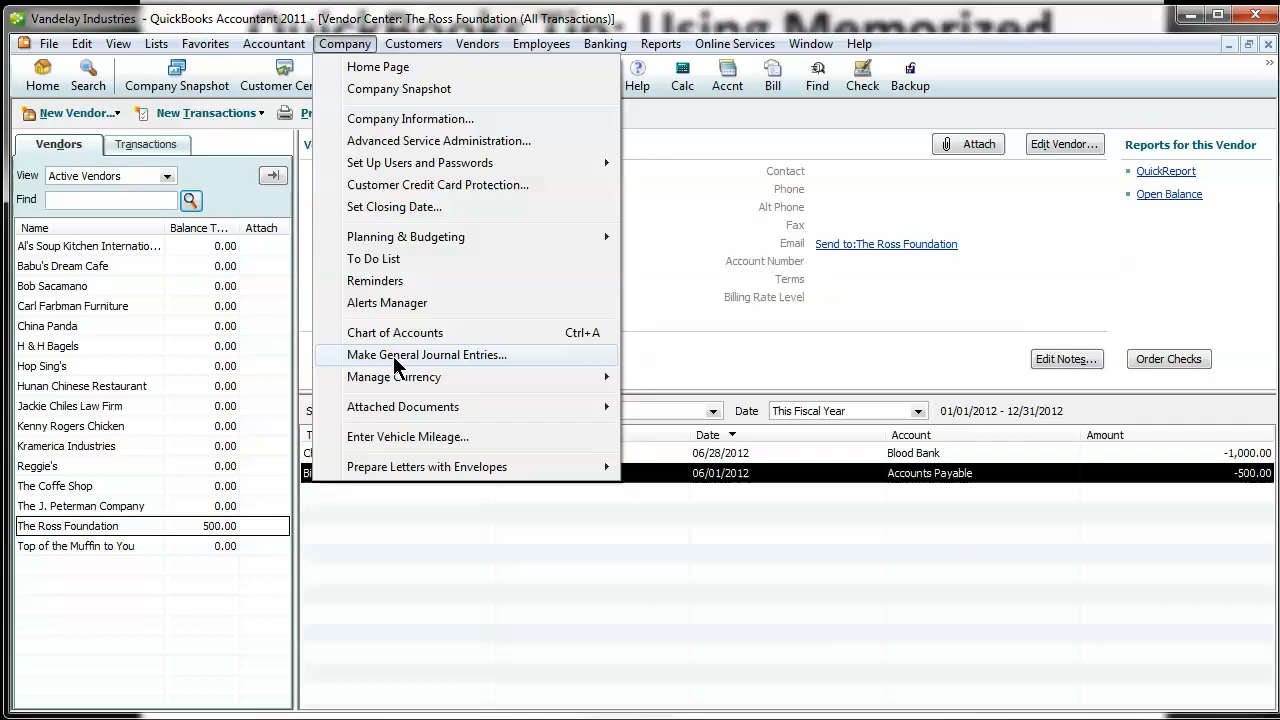 QuickBooks Tip: Using Memorized
Vandelay Industries - QuickBooks Accountant 2011 - [Vendor Center: The Ross Foundation (All Transactions)]
File Edit View Lists Favorites Accountant Company Customers Vendors Employees Banking Reports Online Services Window Help
Home Search Company Snapshot Customer Cen Help Calc Accnt Bill Find Check Backup
New Vendor... New Transactions Pr
Vendors Transactions
View Active Vendors
Find
Name Balance T... Attach
Al's Soup Kitchen Internatio... 0.00
Babu's Dream Cafe 0.00
Bob Sacamano 0.00
Carl Farbman Furniture 0.00
China Panda 0.00
H & H Bagels 0.00
Hop Sing's 0.00
Hunan Chinese Restaurant 0.00
Jackie Chiles Law Firm 0.00
Kenny Rogers Chicken 0.00
Kramerica Industries 0.00
Reggie's 0.00
The Coffe Shop 0.00
The J. Peterman Company 0.00
The Ross Foundation 500.00
Top of the Muffin to You 0.00
Home Page
Company Snapshot
Company Information...
Advanced Service Administration...
Set Up Users and Passwords
Customer Credit Card Protection...
Set Closing Date...
Planning & Budgeting
To Do List
Reminders
Alerts Manager
Chart of Accounts Ctrl+A
Make General Journal Entries...
Manage Currency
Attached Documents
Enter Vehicle Mileage...
Prepare Letters with Envelopes
Attach Edit Vendor...
Contact
Phone
Alt Phone
Fax
Email Send to:The Ross Foundation
Account Number
Terms
Billing Rate Level
Reports for this Vendor
QuickReport
Open Balance
Edit Notes... Order Checks
Date This Fiscal Year 01/01/2012 - 12/31/2012
Date Account Amount
06/28/2012 Blood Bank -1,000.00
06/01/2012 Accounts Payable -500.00